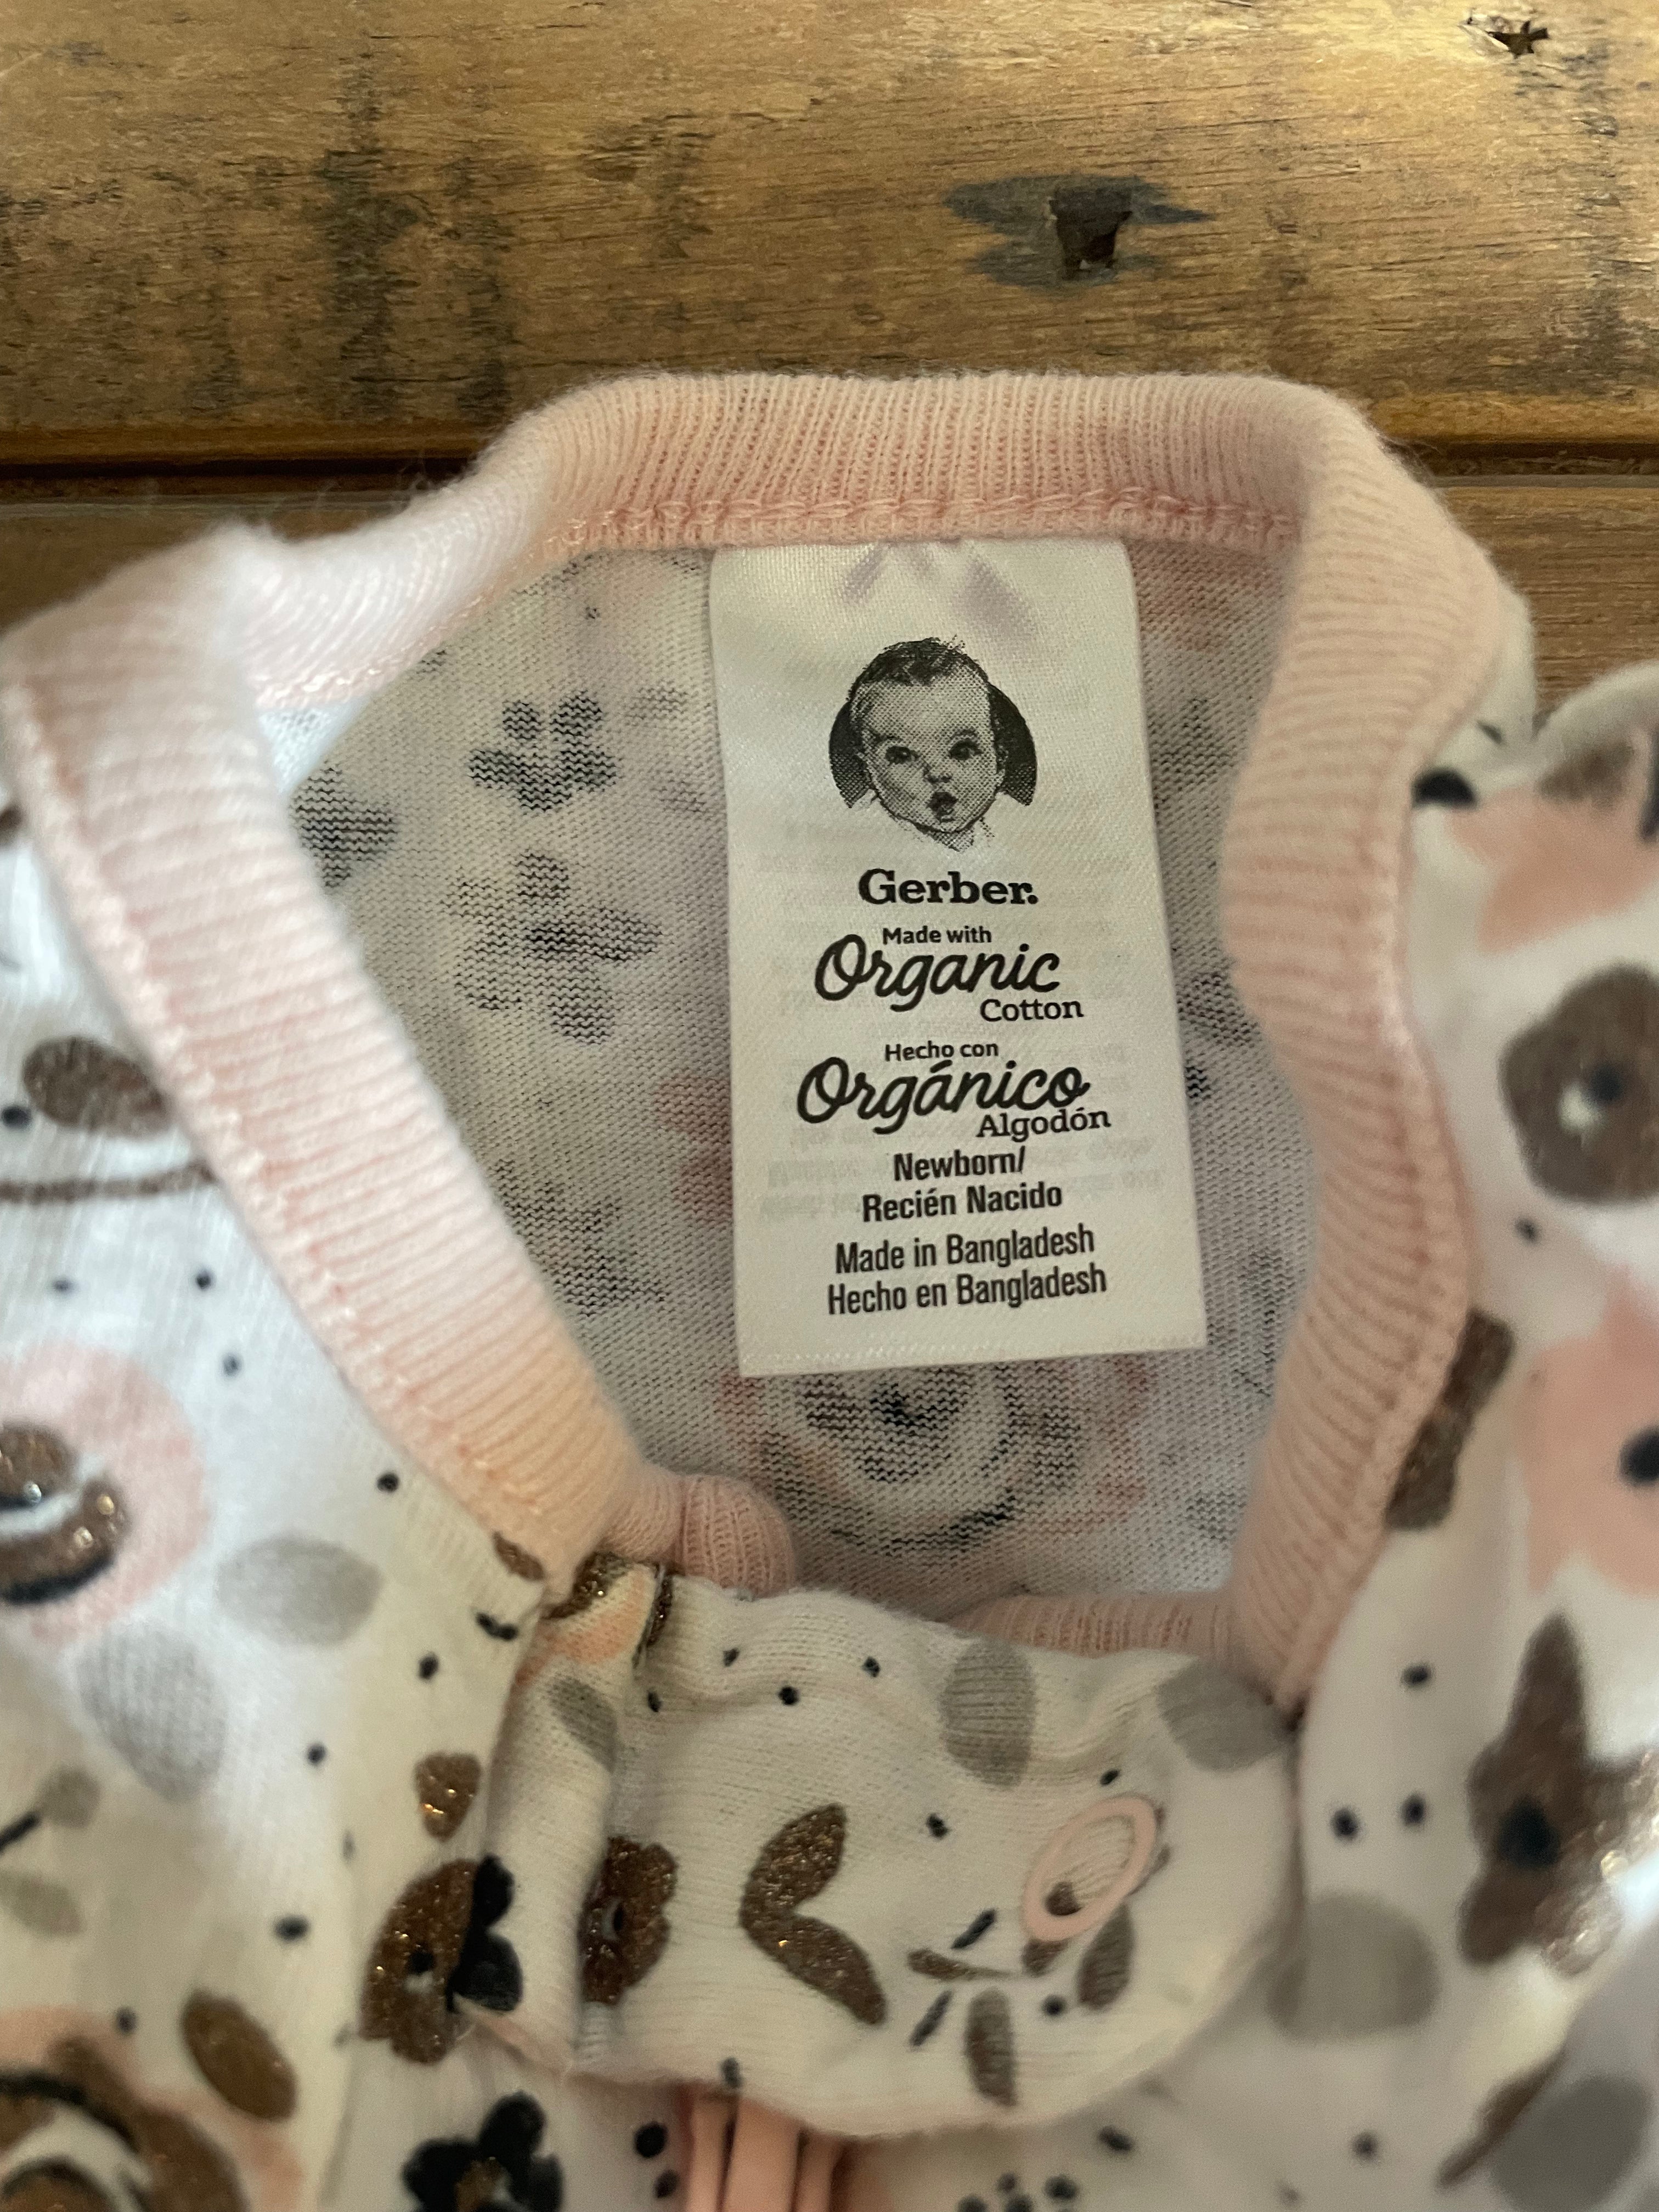 Gerber.
Made with
Organic
Cotton
Hecho con
Orgánico
Algodón
Newborn/
Recién Nacido
Made in Bangladesh
Hecho en Bangladesh